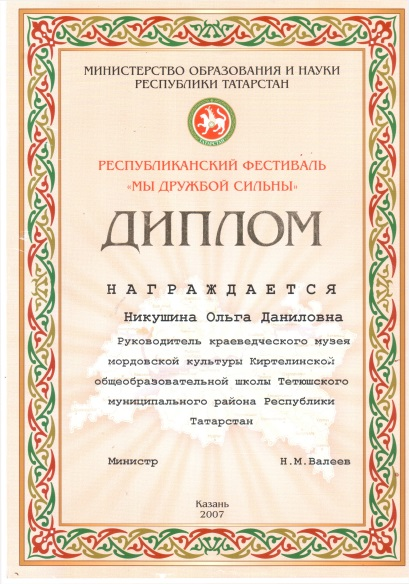 МИНИСТЕРСТВО ОБРАЗОВАНИЯ И НАУКИ
РЕСПУБЛИКИ ТАТАРСТАН
ТАТАРСТАН
РЕСПУБЛИКАНСКИЙ ФЕСТИВАЛЬ
«МЫ ДРУЖБОЙ СИЛЬНЫ»
ДИПЛОМ
НАГРАЖДАЕТСЯ
Никушина Ольга Даниловна
Руководитель краеведческого музея
мордовской культуры Киртелинской
общеобразовательной школы Тетюшского
муниципального района Республики
Татарстан
Министр Н.М.Валеев
Казань
2007